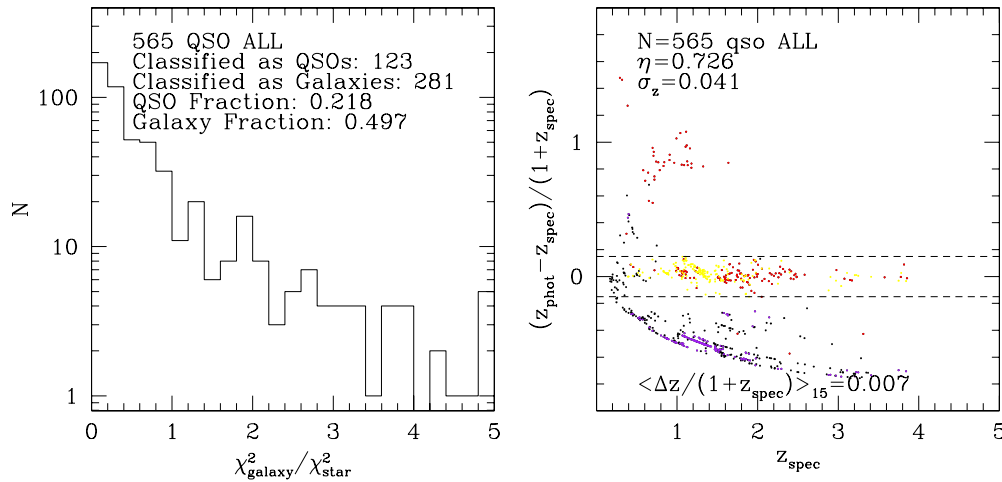 565 QSO ALL
Classified as QSOs: 123
Classified as Galaxies: 281
QSO Fraction: 0.218
Galaxy Fraction: 0.497
100
10
1
N
0 1 2 3 4 5
χ²galaxy/χ²star
N=565 qso ALL
η=0.726
σz=0.041
1
0
(zphot−zspec)/(1+zspec)
<Δz/(1+zspec)>15=0.007
1 2 3 4 5
zspec